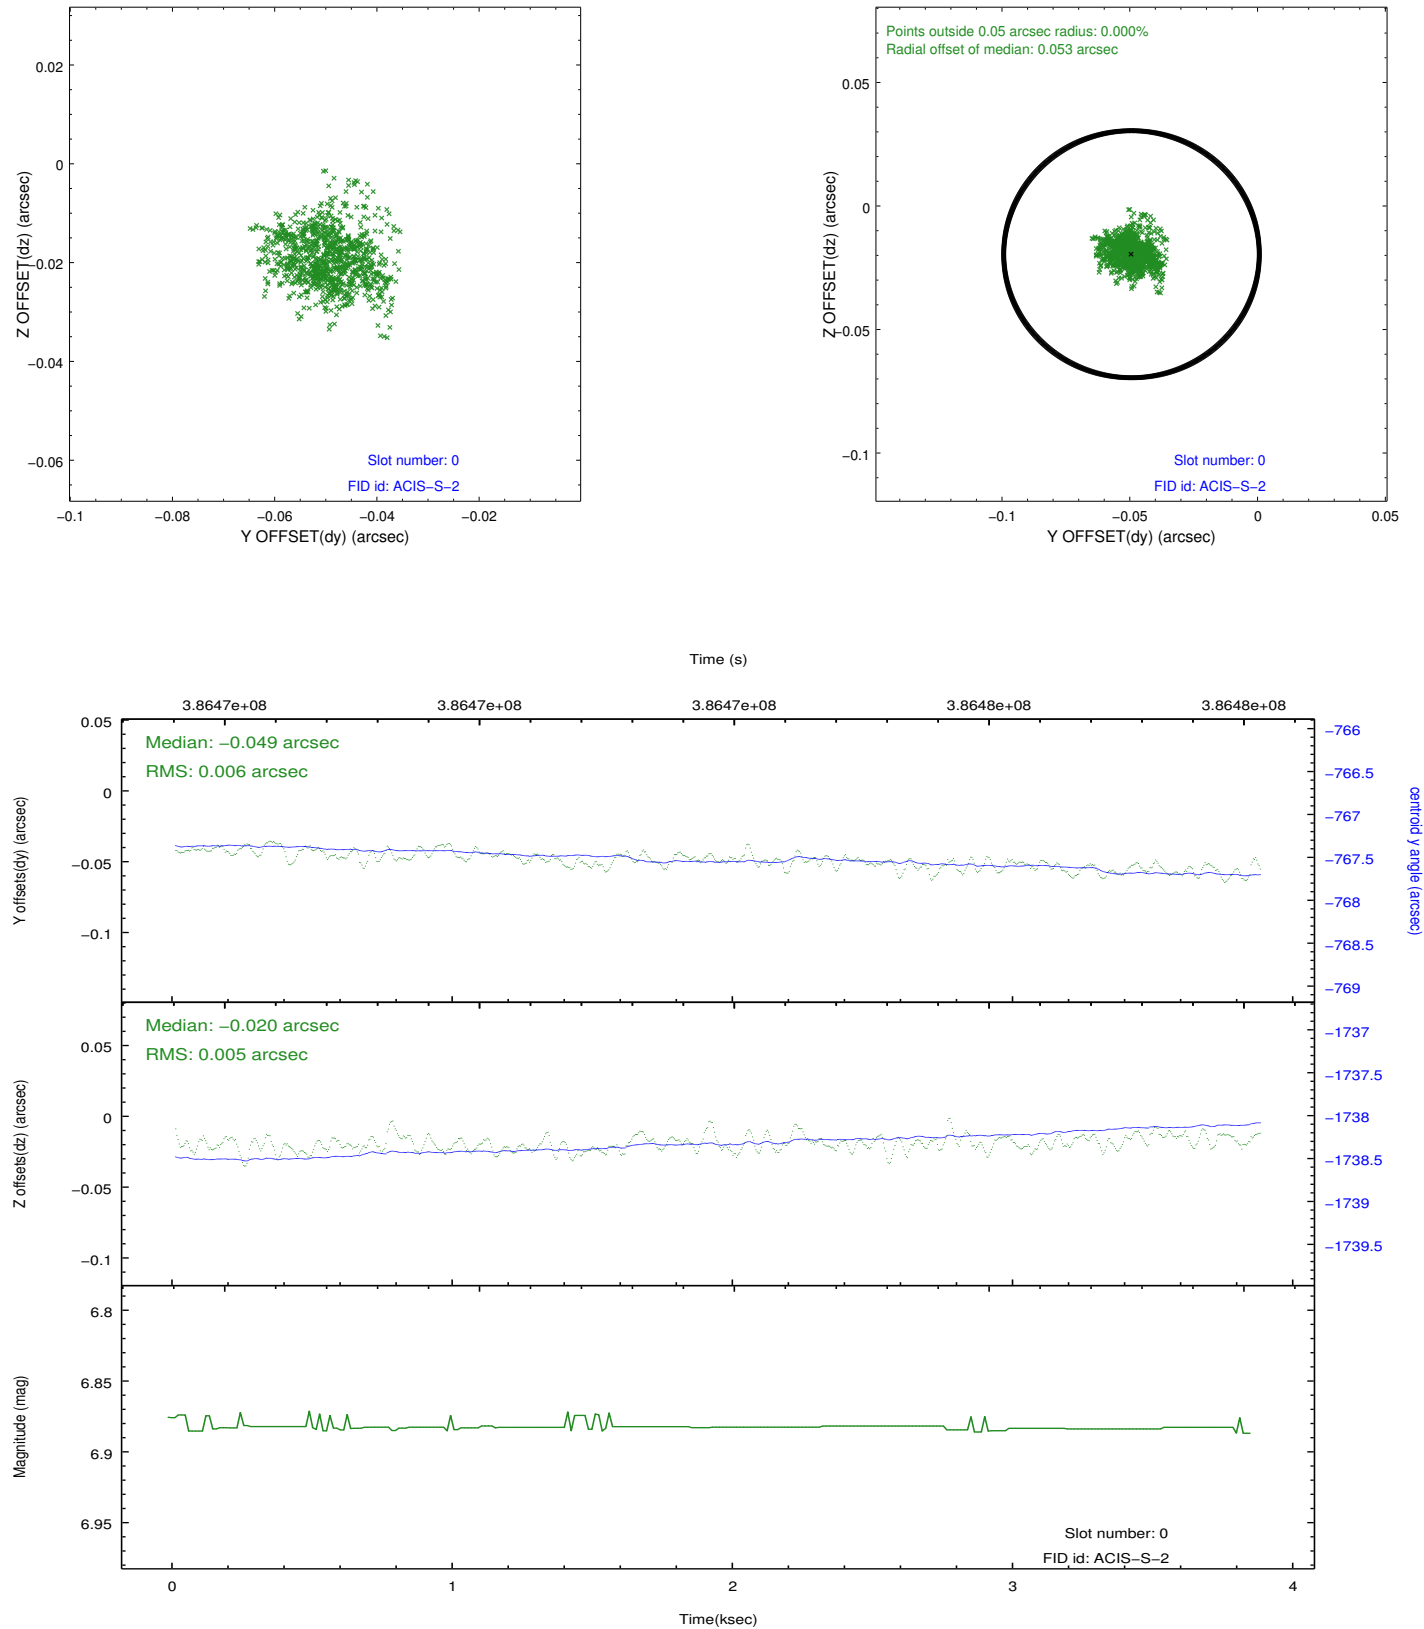 0.02
0
−0.02
−0.04
−0.06
Z OFFSET(dz) (arcsec)
Slot number: 0
FID id: ACIS−S−2
−0.1 −0.08 −0.06 −0.04 −0.02
Y OFFSET(dy) (arcsec)
Points outside 0.05 arcsec radius: 0.000%
Radial offset of median: 0.053 arcsec
0.05
0
−0.05
−0.1
Z OFFSET(dz) (arcsec)
Slot number: 0
FID id: ACIS−S−2
−0.1 −0.05 0 0.05
Y OFFSET(dy) (arcsec)
Time (s)
3.8647e+08 3.8647e+08 3.8647e+08 3.8648e+08 3.8648e+08
Median: −0.049 arcsec
RMS: 0.006 arcsec
0.05
0
−0.05
−0.1
Y offsets(dy) (arcsec)
−766
−766.5
−767
−767.5
−768
−768.5
−769
centroid y angle (arcsec)
Median: −0.020 arcsec
RMS: 0.005 arcsec
0.05
0
−0.05
−0.1
Z offsets(dz) (arcsec)
−1737
−1737.5
−1738
−1738.5
−1739
−1739.5
6.8
6.85
6.9
6.95
Magnitude (mag)
Slot number: 0
FID id: ACIS−S−2
0 1 2 3 4
Time(ksec)